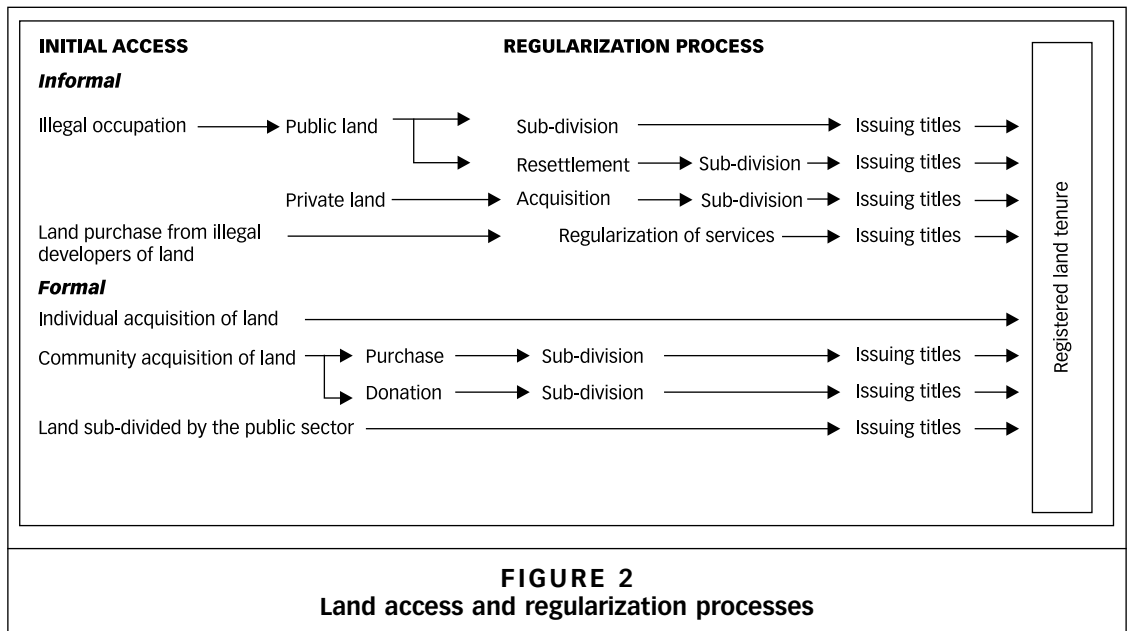 INITIAL ACCESS REGULARIZATION PROCESS
Informal
Illegal occupation Public land Sub-division Issuing titles
Resettlement Sub-division Issuing titles
Private land Acquisition Sub-division Issuing titles
Land purchase from illegal
developers of land Regularization of services Issuing titles
Formal
Individual acquisition of land
Community acquisition of land Purchase Sub-division Issuing titles
Donation Sub-division Issuing titles
Land sub-divided by the public sector Issuing titles
Registered land tenure
FIGURE 2
Land access and regularization processes